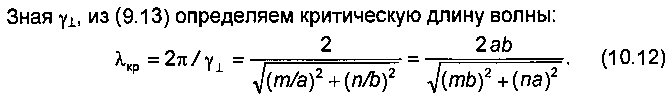 Зная γ⊥, из (9.13) определяем критическую длину волны:
λкр = 2π / γ⊥ = 2 / √((m/a)² + (n/b)²) = 2ab / √((mb)² + (na)²). (10.12)